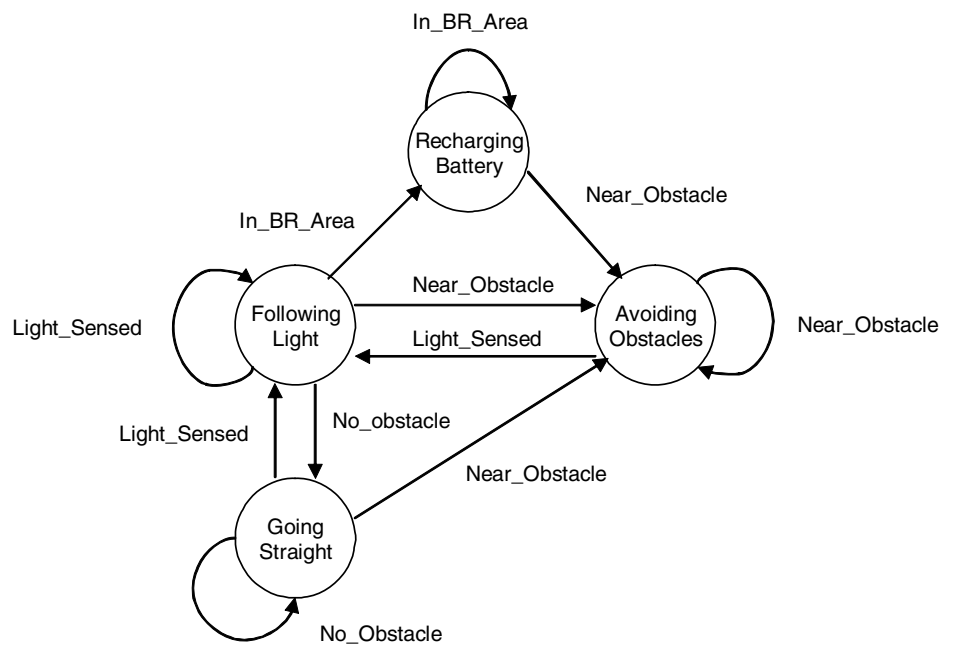 In_BR_Area
Recharging
Battery
Near_Obstacle
In_BR_Area
Near_Obstacle
Following
Light
Avoiding
Obstacles
Light_Sensed
Light_Sensed
Near_Obstacle
No_obstacle
Light_Sensed
Near_Obstacle
Going
Straight
No_Obstacle